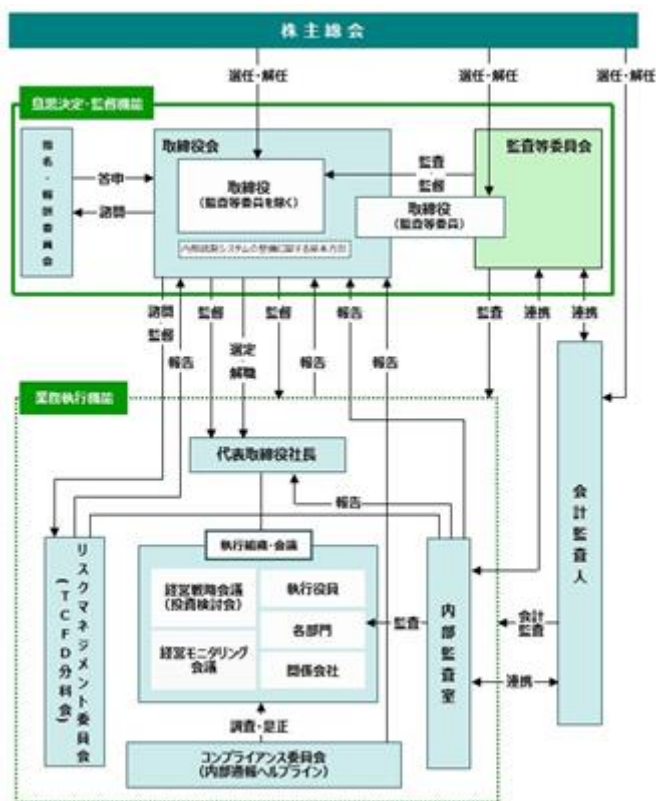 株主総会
選任・解任
選任・解任
選任・解任
意思決定・監督機能
指名・報酬委員会
答申
諮問
取締役会
取締役
(監査等委員を除く)
内部統制システムの整備に関する基本方針
監査
監督
監査等委員会
取締役
(監査等委員)
諮問・監督
報告
監督
選定・解職
監督
報告
報告
報告
監査
連携
連携
業務執行機能
代表取締役社長
報告
執行組織・会議
経営戦略会議
(投資検討会)
経営モニタリング
会議
執行役員
各部門
関係会社
リスクマネジメント委員会
(TCFD分科会)
監査
内部監査室
会計
監査
連携
会計監査人
調査・是正
コンプライアンス委員会
(内部通報ヘルプライン)